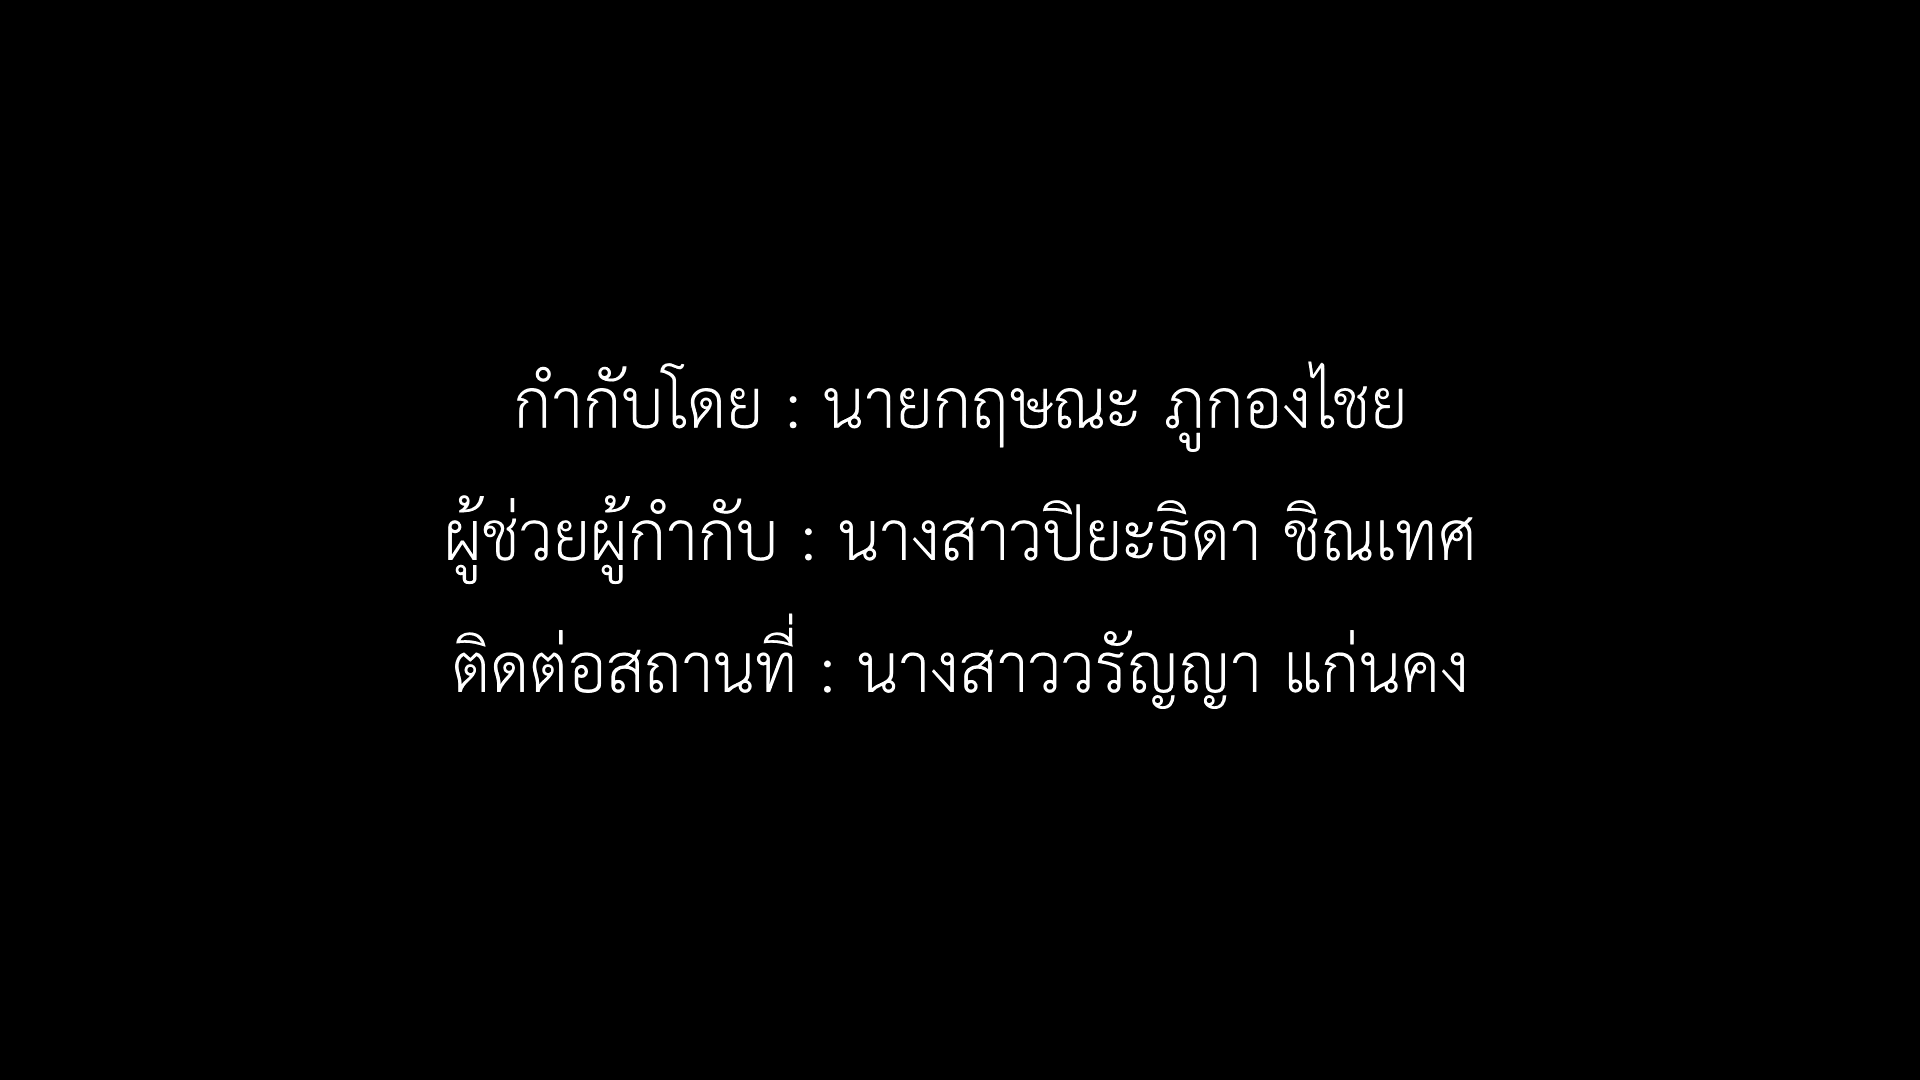 กำกับโดย : นายกฤษณะ ภูกองไชย
ผู้ช่วยผู้กำกับ : นางสาวปิยะธิดา ชิณเทศ
ติดต่อสถานที่ : นางสาววรัญญา แก่นคง